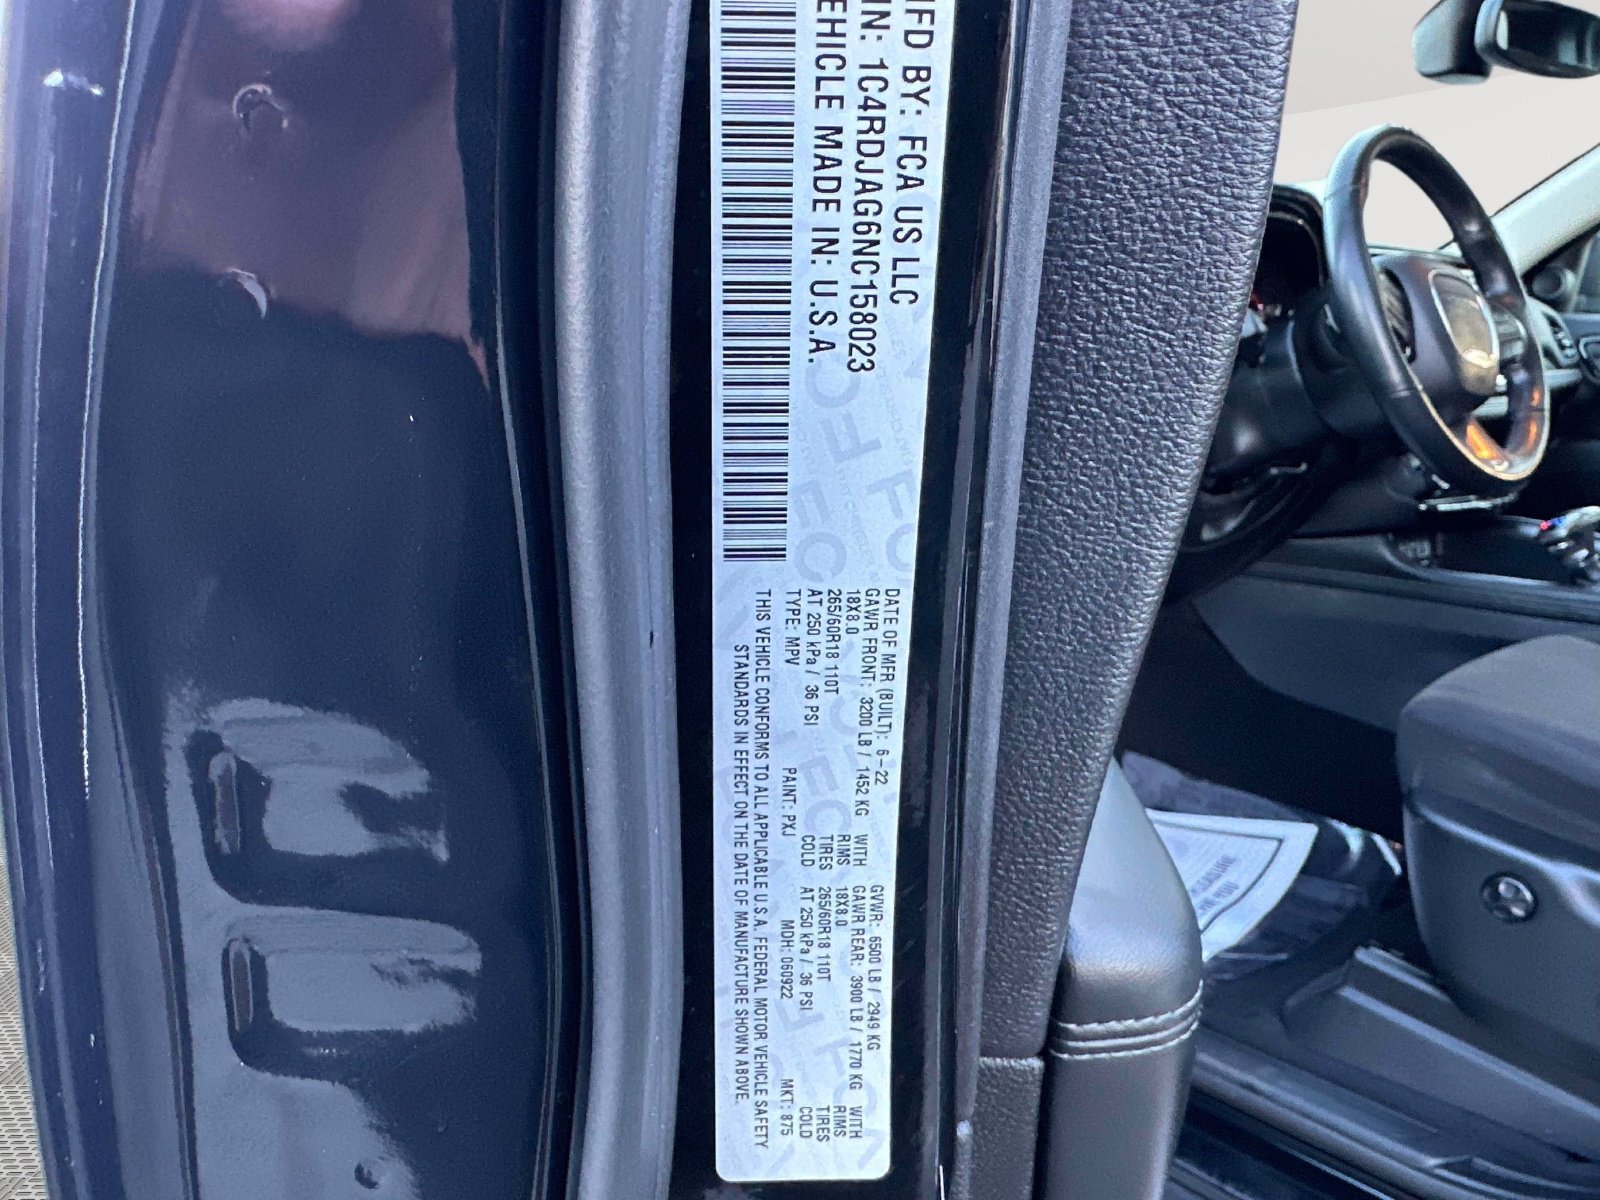 MFD BY: FCA US LLC
VIN: 1C4RDJAG6NC158023
VEHICLE MADE IN: U.S.A.
DATE OF MFR (BUILT): 6–22 GVWR: 6500 LB / 2949 KG
GAWR FRONT: 3200 LB / 1452 KG WITH GAWR REAR: 3900 LB / 1770 KG WITH
18X8.0 RIMS 18X8.0 RIMS
265/60R18 110T TIRES 265/60R18 110T TIRES
AT 250 kPa / 36 PSI COLD AT 250 kPa / 36 PSI COLD
TYPE: MPV PAINT: PXJ MDH: 060922 MKT: 875
THIS VEHICLE CONFORMS TO ALL APPLICABLE U.S.A. FEDERAL MOTOR VEHICLE SAFETY
STANDARDS IN EFFECT ON THE DATE OF MANUFACTURE SHOWN ABOVE.